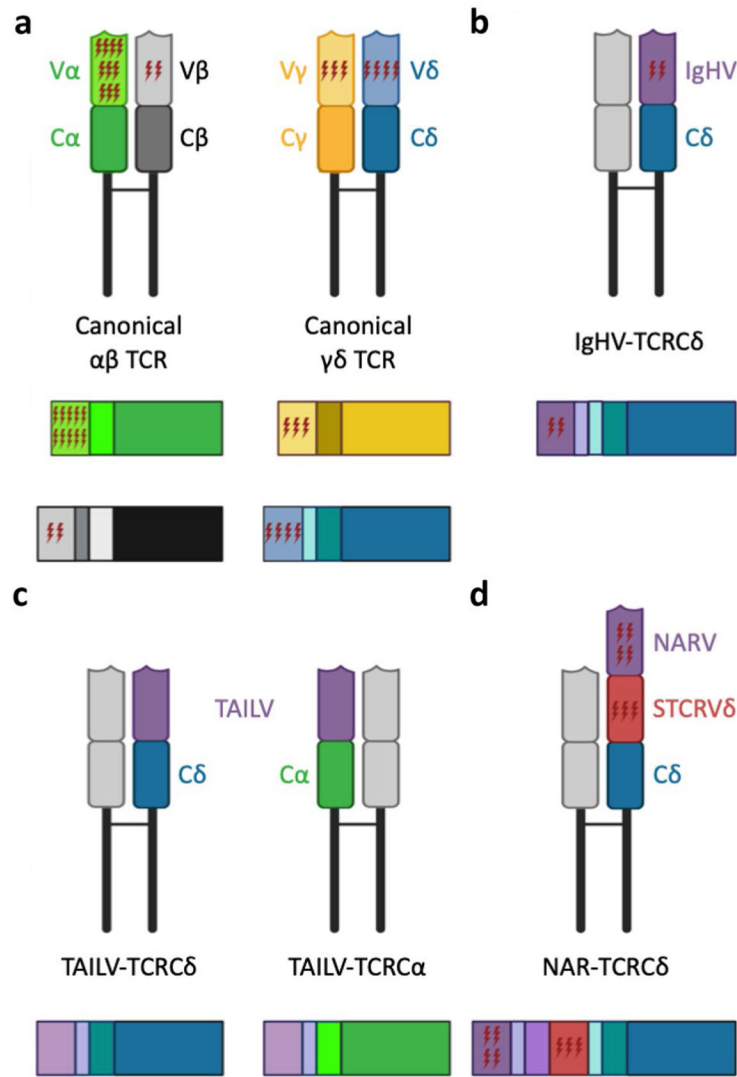 a
b
Vα
Vβ
Vγ
Vδ
IgHV
Cα
Cβ
Cγ
Cδ
Cδ
Canonical
αβ TCR
Canonical
γδ TCR
IgHV-TCRCδ
c
d
NARV
TAILV
STCRVδ
Cδ
Cα
Cδ
TAILV-TCRCδ
TAILV-TCRCα
NAR-TCRCδ